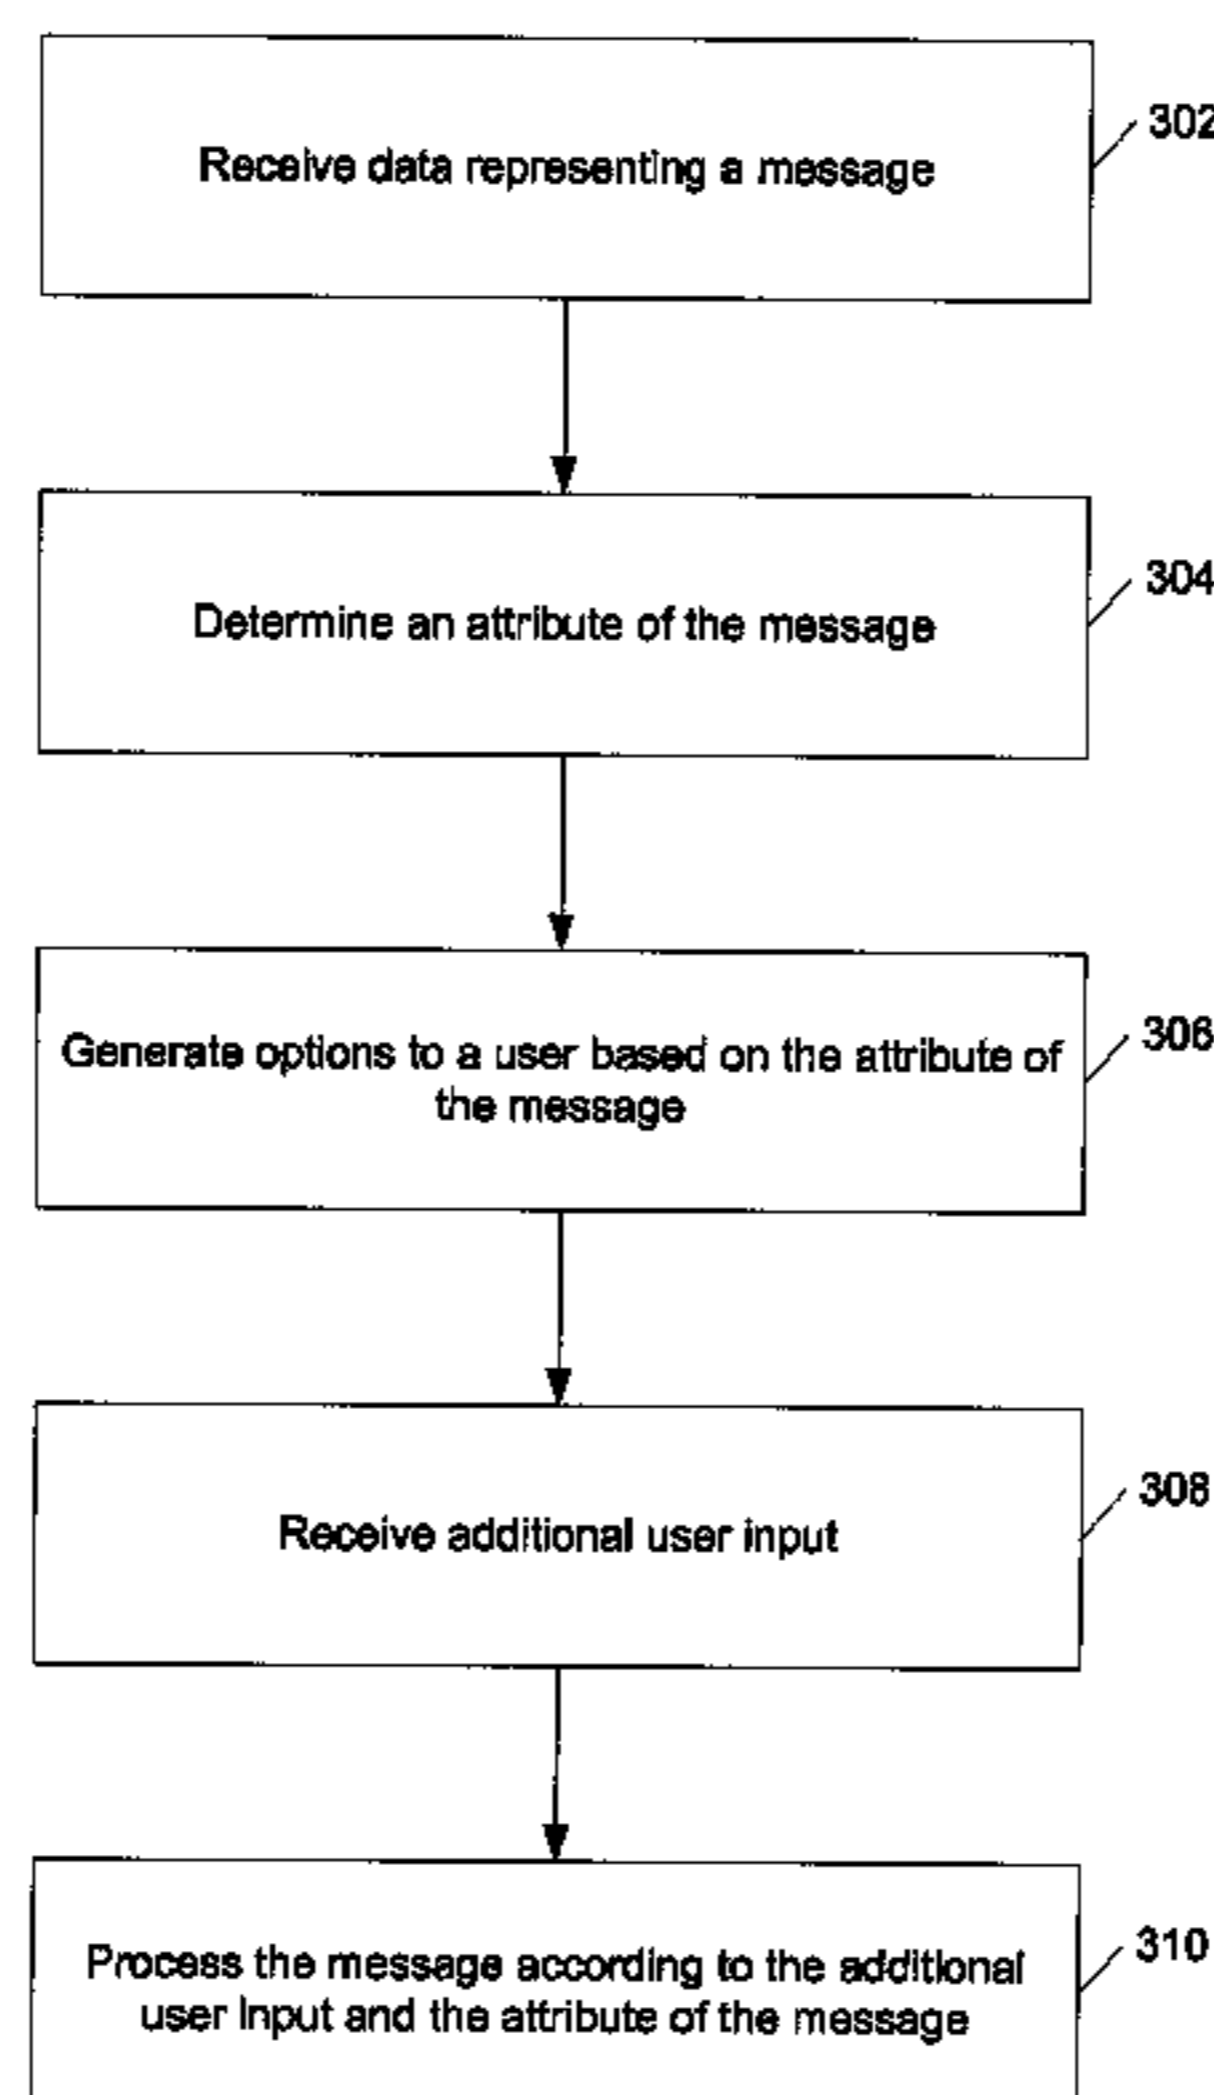 Receive data representing a message
302
Determine an attribute of the message
304
Generate options to a user based on the attribute of
the message
306
Receive additional user input
308
Process the message according to the additional
user input and the attribute of the message
310